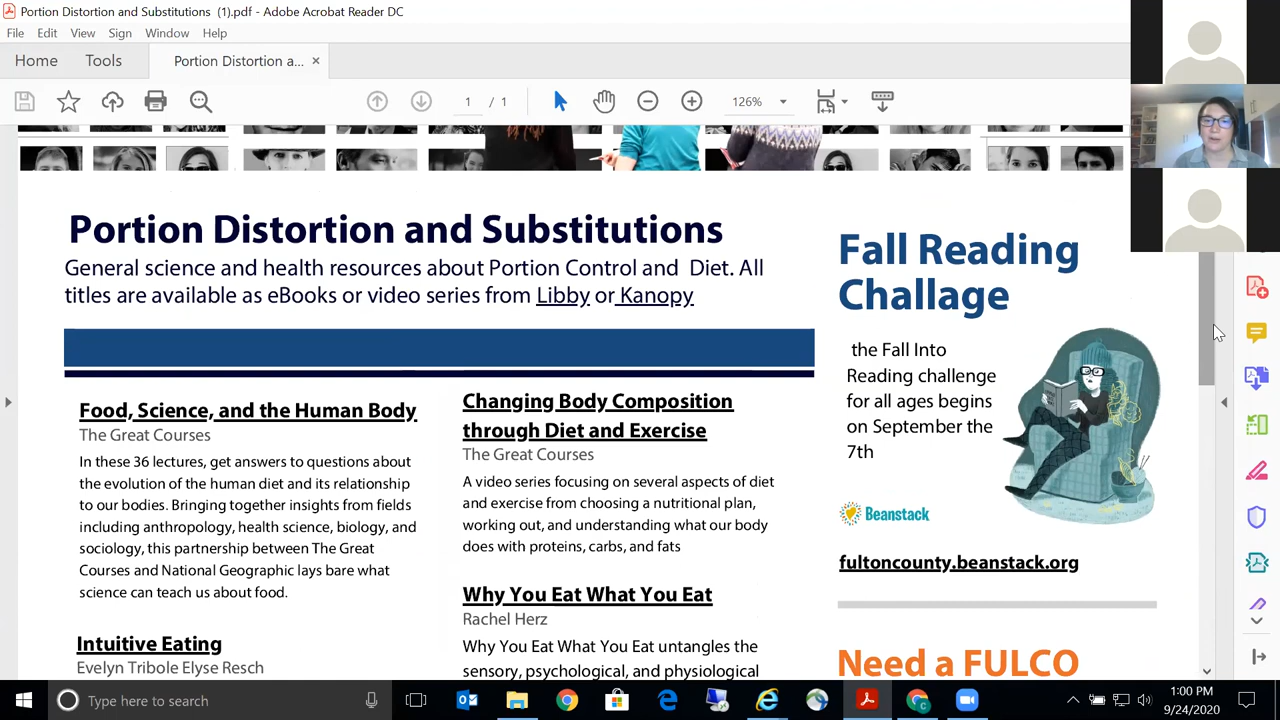 Portion Distortion and Substitutions (1).pdf - Adobe Acrobat Reader DC
File Edit View Sign Window Help
Home Tools Portion Distortion a... ×
1 / 1 126%
Portion Distortion and Substitutions
General science and health resources about Portion Control and Diet. All
titles are available as eBooks or video series from Libby or Kanopy
Food, Science, and the Human Body
The Great Courses
In these 36 lectures, get answers to questions about
the evolution of the human diet and its relationship
to our bodies. Bringing together insights from fields
including anthropology, health science, biology, and
sociology, this partnership between The Great
Courses and National Geographic lays bare what
science can teach us about food.
Intuitive Eating
Evelyn Tribole Elyse Resch
Changing Body Composition
through Diet and Exercise
The Great Courses
A video series focusing on several aspects of diet
and exercise from choosing a nutritional plan,
working out, and understanding what our body
does with proteins, carbs, and fats
Why You Eat What You Eat
Rachel Herz
Why You Eat What You Eat untangles the
sensory, psychological, and physiological
Fall Reading
Challage
the Fall Into
Reading challenge
for all ages begins
on September the
7th
Beanstack
fultoncounty.beanstack.org
Need a FULCO
Type here to search
1:00 PM
9/24/2020